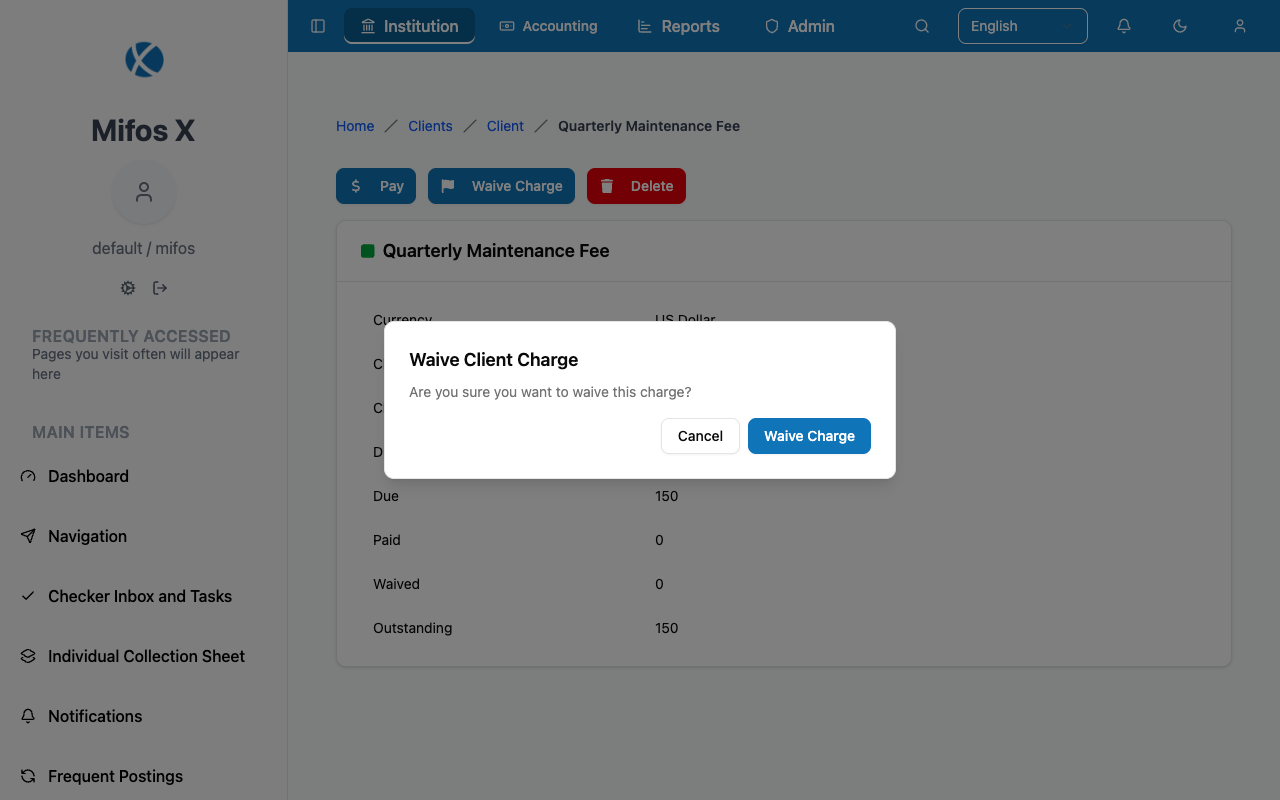 Institution
Accounting
Reports
Admin
English
Mifos X
default / mifos
FREQUENTLY ACCESSED
Pages you visit often will appear
here
MAIN ITEMS
Dashboard
Navigation
Checker Inbox and Tasks
Individual Collection Sheet
Notifications
Frequent Postings
Home / Clients / Client / Quarterly Maintenance Fee
Pay
Waive Charge
Delete
Quarterly Maintenance Fee
Currency US Dollar
Waive Client Charge
Are you sure you want to waive this charge?
Cancel
Waive Charge
Due 150
Paid 0
Waived 0
Outstanding 150